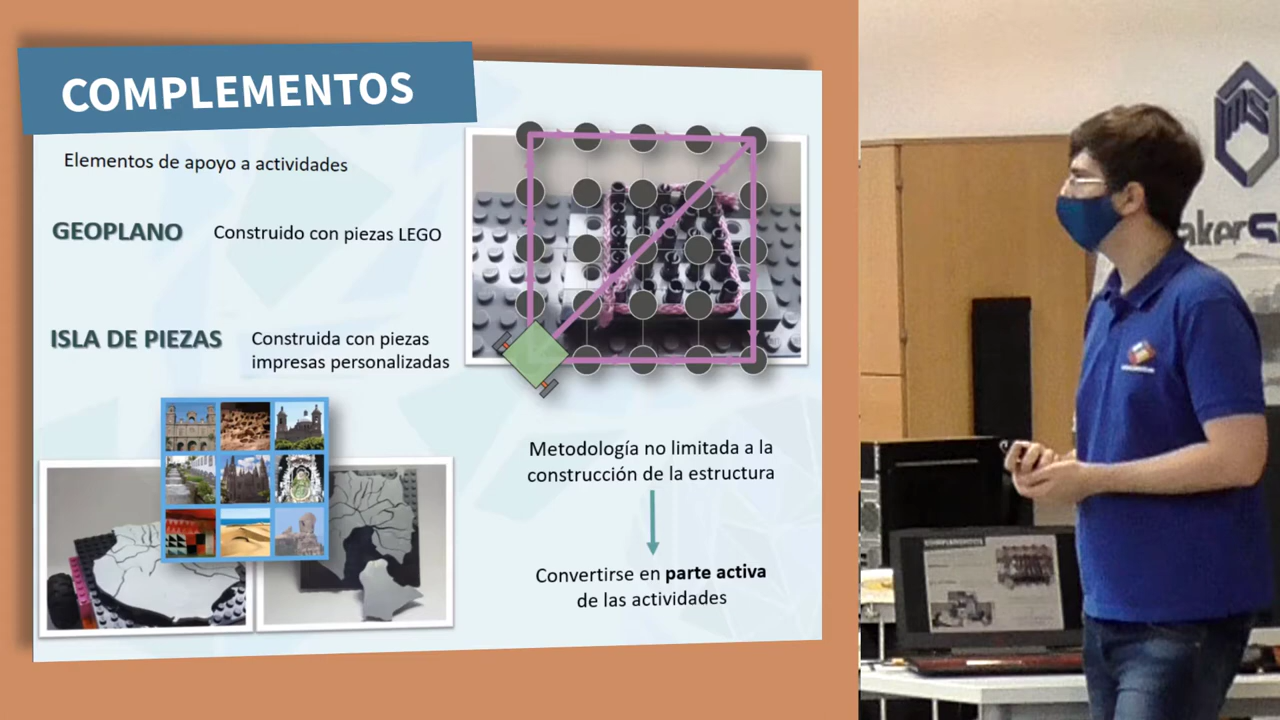 COMPLEMENTOS
Elementos de apoyo a actividades
GEOPLANO
Construido con piezas LEGO
ISLA DE PIEZAS
Construida con piezas
impresas personalizadas
Metodología no limitada a la
construcción de la estructura
Convertirse en parte activa
de las actividades
COMPLEMENTOS